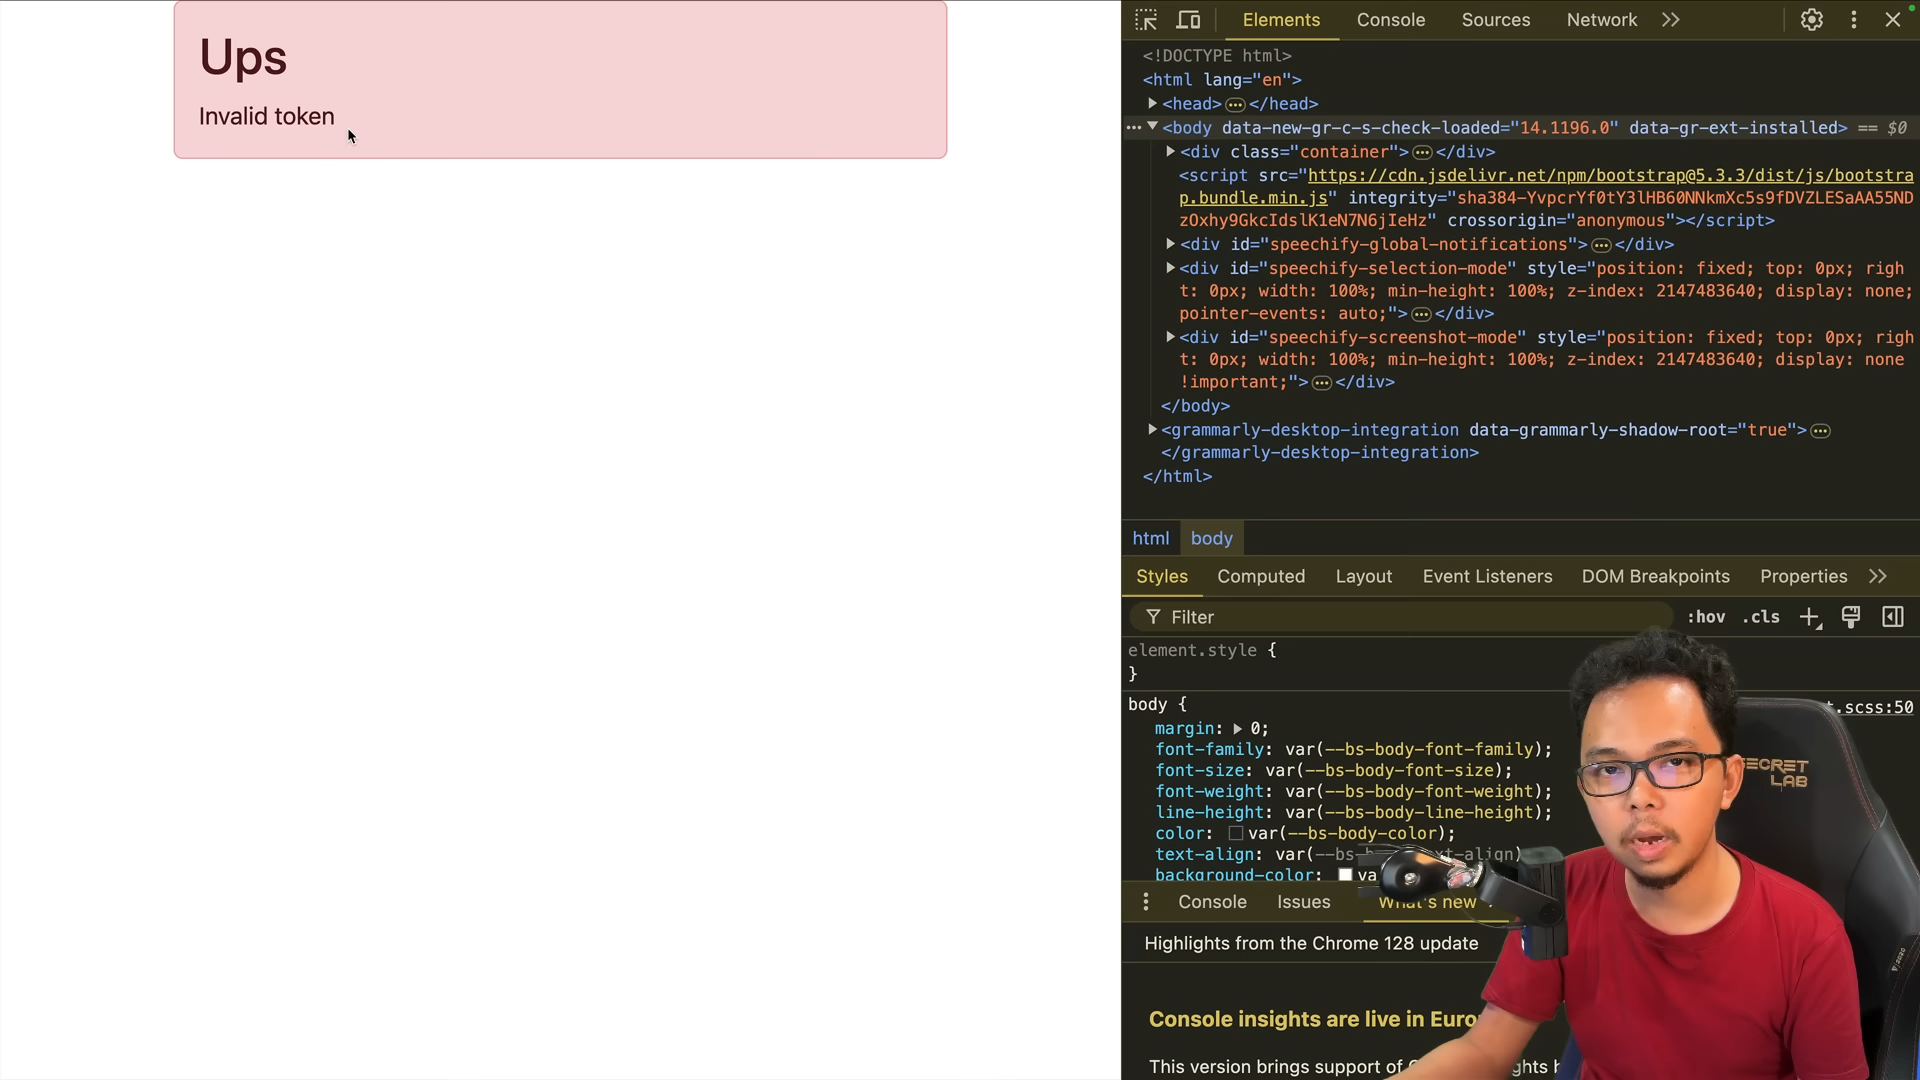 Ups
Invalid token
Elements Console Sources Network
<!DOCTYPE html>
<html lang="en">
<head> … </head>
… <body data-new-gr-c-s-check-loaded="14.1196.0" data-gr-ext-installed> == $0
<div class="container"> … </div>
<script src="https://cdn.jsdelivr.net/npm/bootstrap@5.3.3/dist/js/bootstra
p.bundle.min.js" integrity="sha384-YvpcrYf0tY3lHB60NNkmXc5s9fDVZLESaAA55ND
zOxhy9GkcIdslK1eN7N6jIeHz" crossorigin="anonymous"></script>
<div id="speechify-global-notifications"> … </div>
<div id="speechify-selection-mode" style="position: fixed; top: 0px; righ
t: 0px; width: 100%; min-height: 100%; z-index: 2147483640; display: none;
pointer-events: auto;"> … </div>
<div id="speechify-screenshot-mode" style="position: fixed; top: 0px; righ
t: 0px; width: 100%; min-height: 100%; z-index: 2147483640; display: none
!important;"> … </div>
</body>
<grammarly-desktop-integration data-grammarly-shadow-root="true"> …
</grammarly-desktop-integration>
</html>
html body
Styles Computed Layout Event Listeners DOM Breakpoints Properties
Filter :hov .cls
element.style {
}
body { t.scss:50
margin: 0;
font-family: var(--bs-body-font-family);
font-size: var(--bs-body-font-size);
font-weight: var(--bs-body-font-weight);
line-height: var(--bs-body-line-height);
color: var(--bs-body-color);
text-align: var(
background-color:
SECRET
LAB
Console Issues What's new
Highlights from the Chrome 128 update
Console insights are live in Euro
This version brings support of